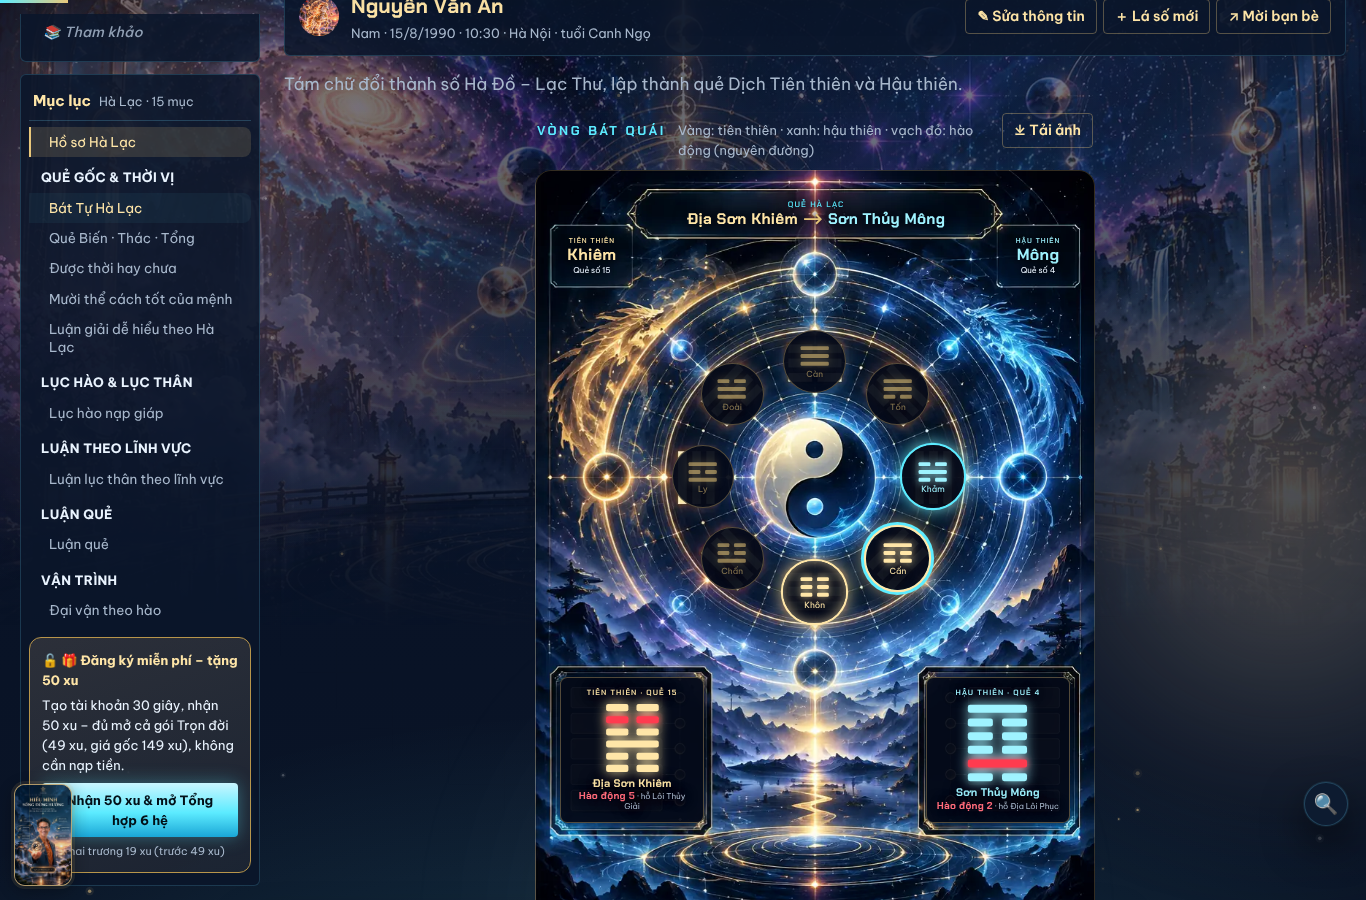 Nguyễn Văn An
Nam · 15/8/1990 · 10:30 · Hà Nội · tuổi Canh Ngọ
✎ Sửa thông tin
+ Lá số mới
↗ Mời bạn bè
📚 Tham khảo
Mục lục Hà Lạc · 15 mục
Hồ sơ Hà Lạc
QUẺ GỐC & THỜI VỊ
Bát Tự Hà Lạc
Quẻ Biến · Thác · Tổng
Được thời hay chưa
Mười thể cách tốt của mệnh
Luận giải dễ hiểu theo Hà
Lạc
LỤC HÀO & LỤC THÂN
Lục hào nạp giáp
LUẬN THEO LĨNH VỰC
Luận lục thân theo lĩnh vực
LUẬN QUẺ
Luận quẻ
VẬN TRÌNH
Đại vận theo hào
🔓 🎁 Đăng ký miễn phí – tặng
50 xu
Tạo tài khoản 30 giây, nhận
50 xu – đủ mở cả gói Trọn đời
(49 xu, giá gốc 149 xu), không
cần nạp tiền.
Nhận 50 xu & mở Tổng
hợp 6 hệ
trương 19 xu (trước 49 xu)
Tám chữ đổi thành số Hà Đồ – Lạc Thư, lập thành quẻ Dịch Tiên thiên và Hậu thiên.
VÒNG BÁT QUÁI
Vàng: tiên thiên · xanh: hậu thiên · vạch đỏ: hào
động (nguyên đường)
Tải ảnh
QUẺ HÀ LẠC
Địa Sơn Khiêm → Sơn Thủy Mông
TIÊN THIÊN
Khiêm
Quẻ số 15
HẬU THIÊN
Mông
Quẻ số 4
Càn
Đoài
Tốn
Ly
Khảm
Chấn
Cấn
Khôn
TIÊN THIÊN · QUẺ 15
Địa Sơn Khiêm
Hào động 5 · hỗ Lôi Thủy
Giải
HẬU THIÊN · QUẺ 4
Sơn Thủy Mông
Hào động 2 · hỗ Địa Lôi Phục